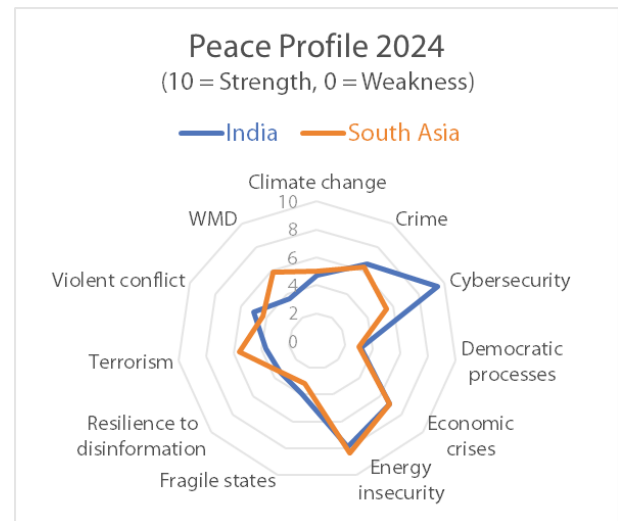 Peace Profile 2024
(10 = Strength, 0 = Weakness)
India
South Asia
Climate change
10
8
6
4
2
0
Crime
Cybersecurity
Democratic
processes
Economic
crises
Energy
insecurity
Fragile states
Resilience to
disinformation
Terrorism
Violent conflict
WMD